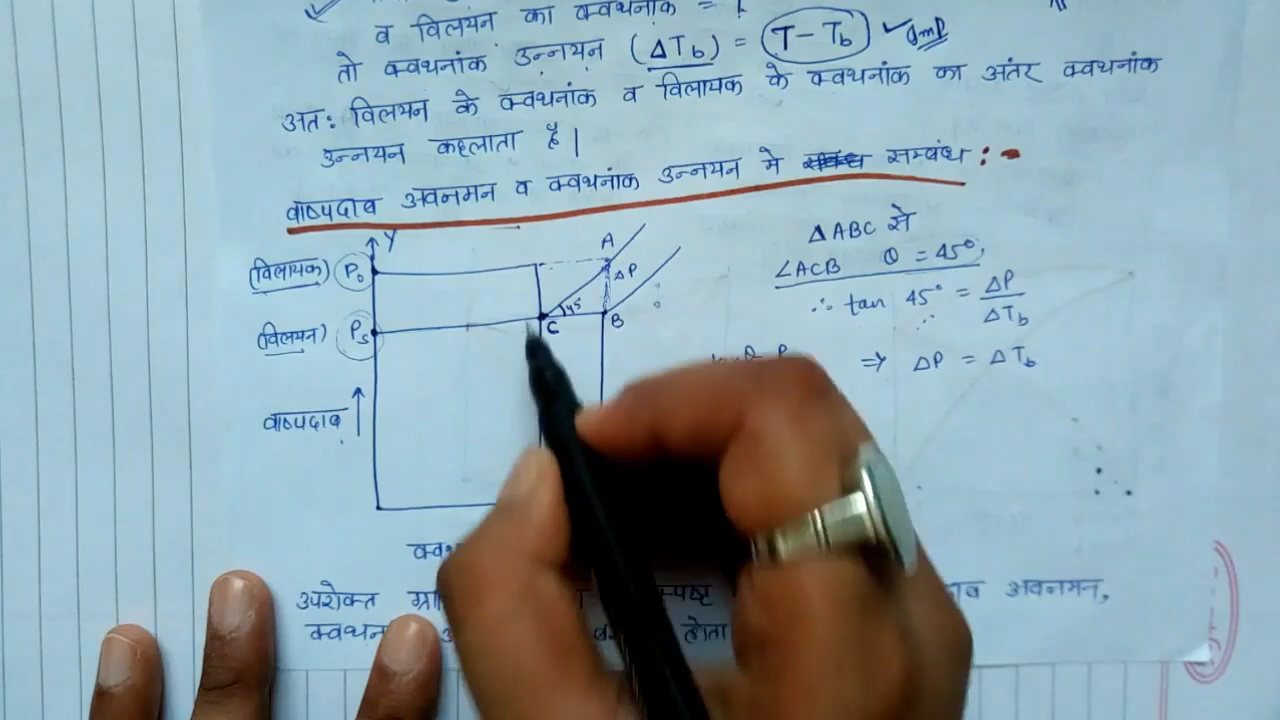 व विलयन का क्वथनांक =
तो क्वथनांक उन्नयन (ΔTb) = (T - Tb) ✓ Imp
अतः विलयन के क्वथनांक व विलायक के क्वथनांक का अंतर क्वथनांक
उन्नयन कहलाता है।
वाष्पदाब अवनमन व क्वथनांक उन्नयन मे सम्बंध :-
Y
(विलायक) P₀
(विलयन) Ps
वाष्पदाब ↑
A
ΔP
45
C
B
ΔABC से
∠ACB θ = 45°,
∴ tan 45° = ΔP/ΔTb
⇒ ΔP = ΔTb
उपरोक्त
अवनमन,
होता